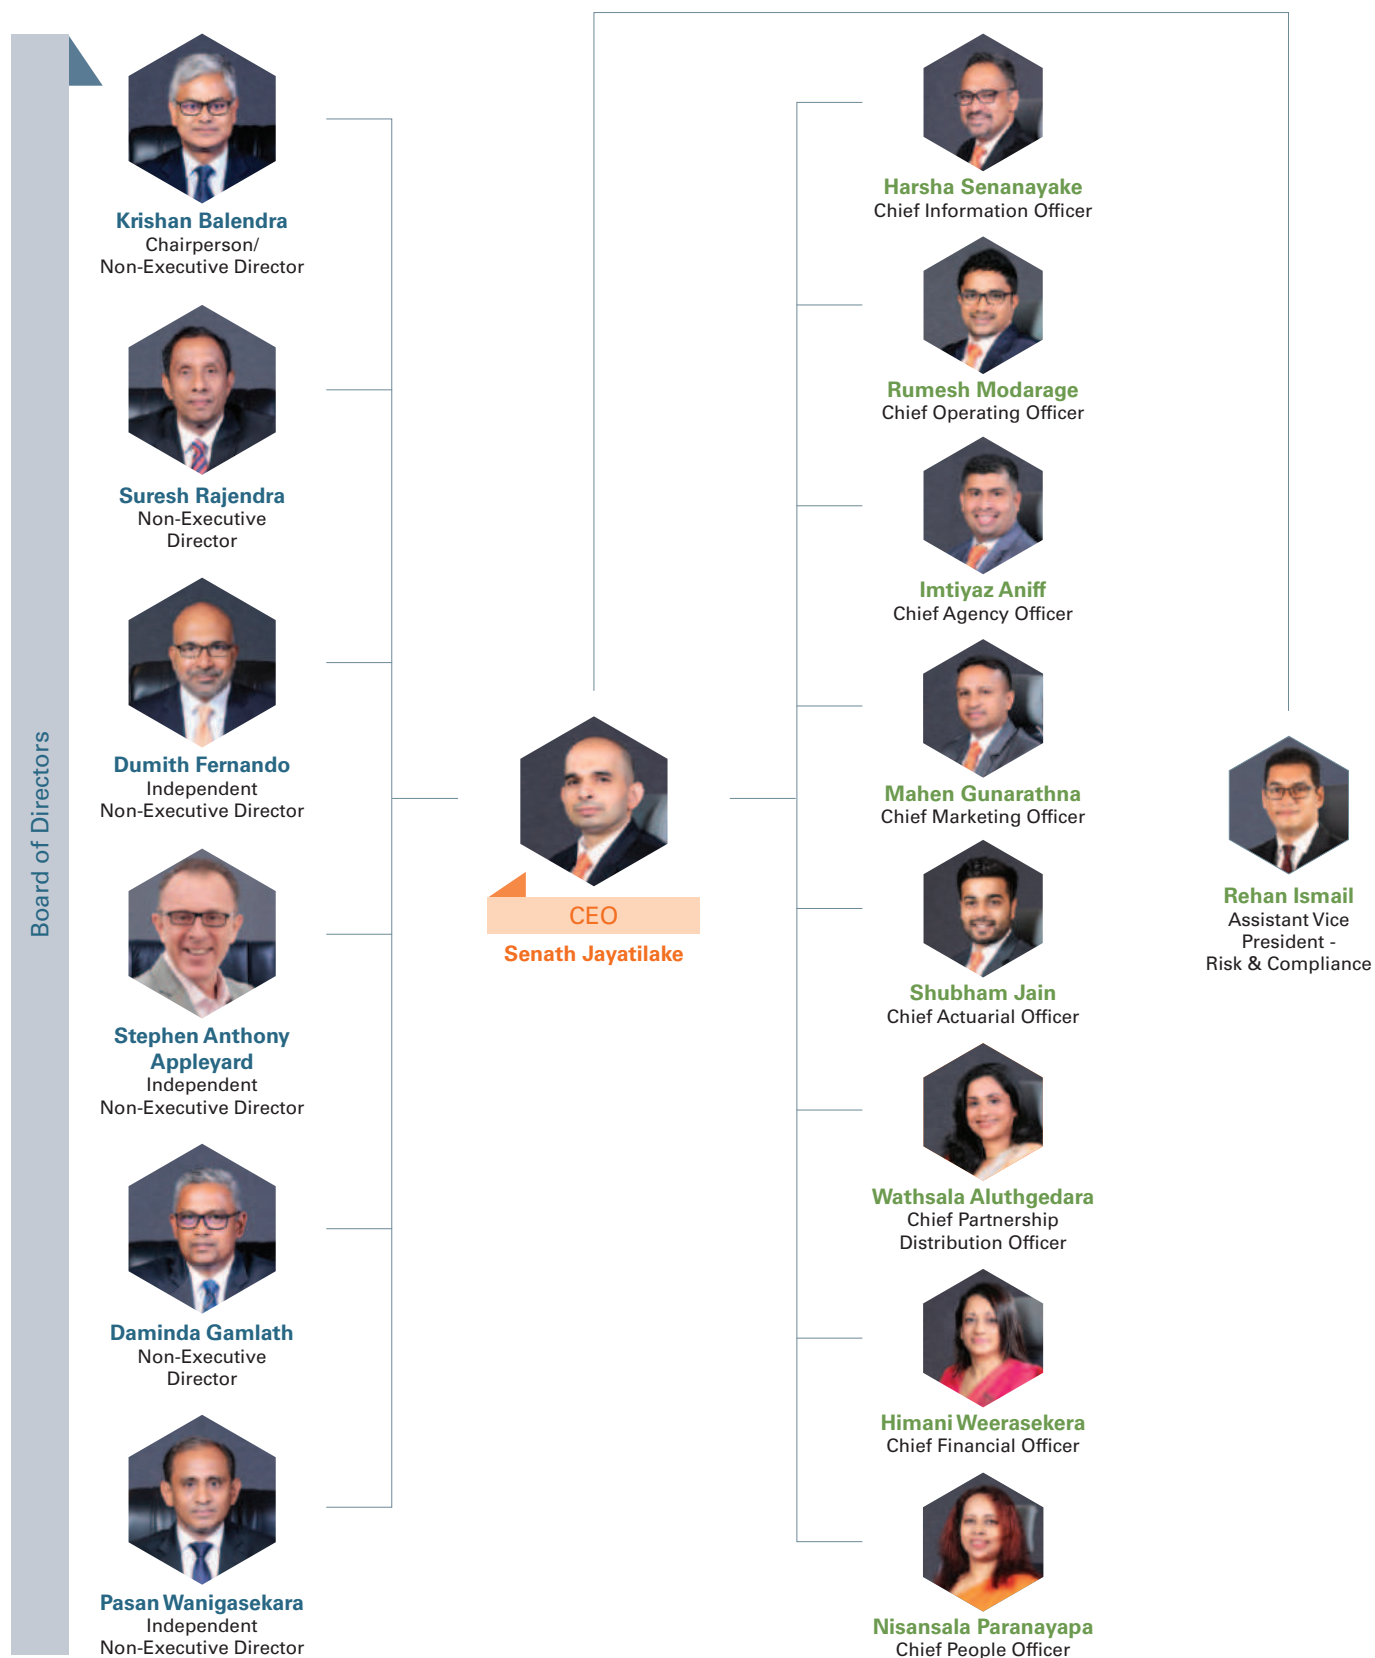 Board of Directors
Krishan Balendra
Chairperson/
Non-Executive Director
Suresh Rajendra
Non-Executive
Director
Dumith Fernando
Independent
Non-Executive Director
Stephen Anthony
Appleyard
Independent
Non-Executive Director
Daminda Gamlath
Non-Executive
Director
Pasan Wanigasekara
Independent
Non-Executive Director
CEO
Senath Jayatilake
Harsha Senanayake
Chief Information Officer
Rumesh Modarage
Chief Operating Officer
Imtiyaz Aniff
Chief Agency Officer
Mahen Gunarathna
Chief Marketing Officer
Shubham Jain
Chief Actuarial Officer
Wathsala Aluthgedara
Chief Partnership
Distribution Officer
Himani Weerasekera
Chief Financial Officer
Nisansala Paranayapa
Chief People Officer
Rehan Ismail
Assistant Vice
President -
Risk & Compliance